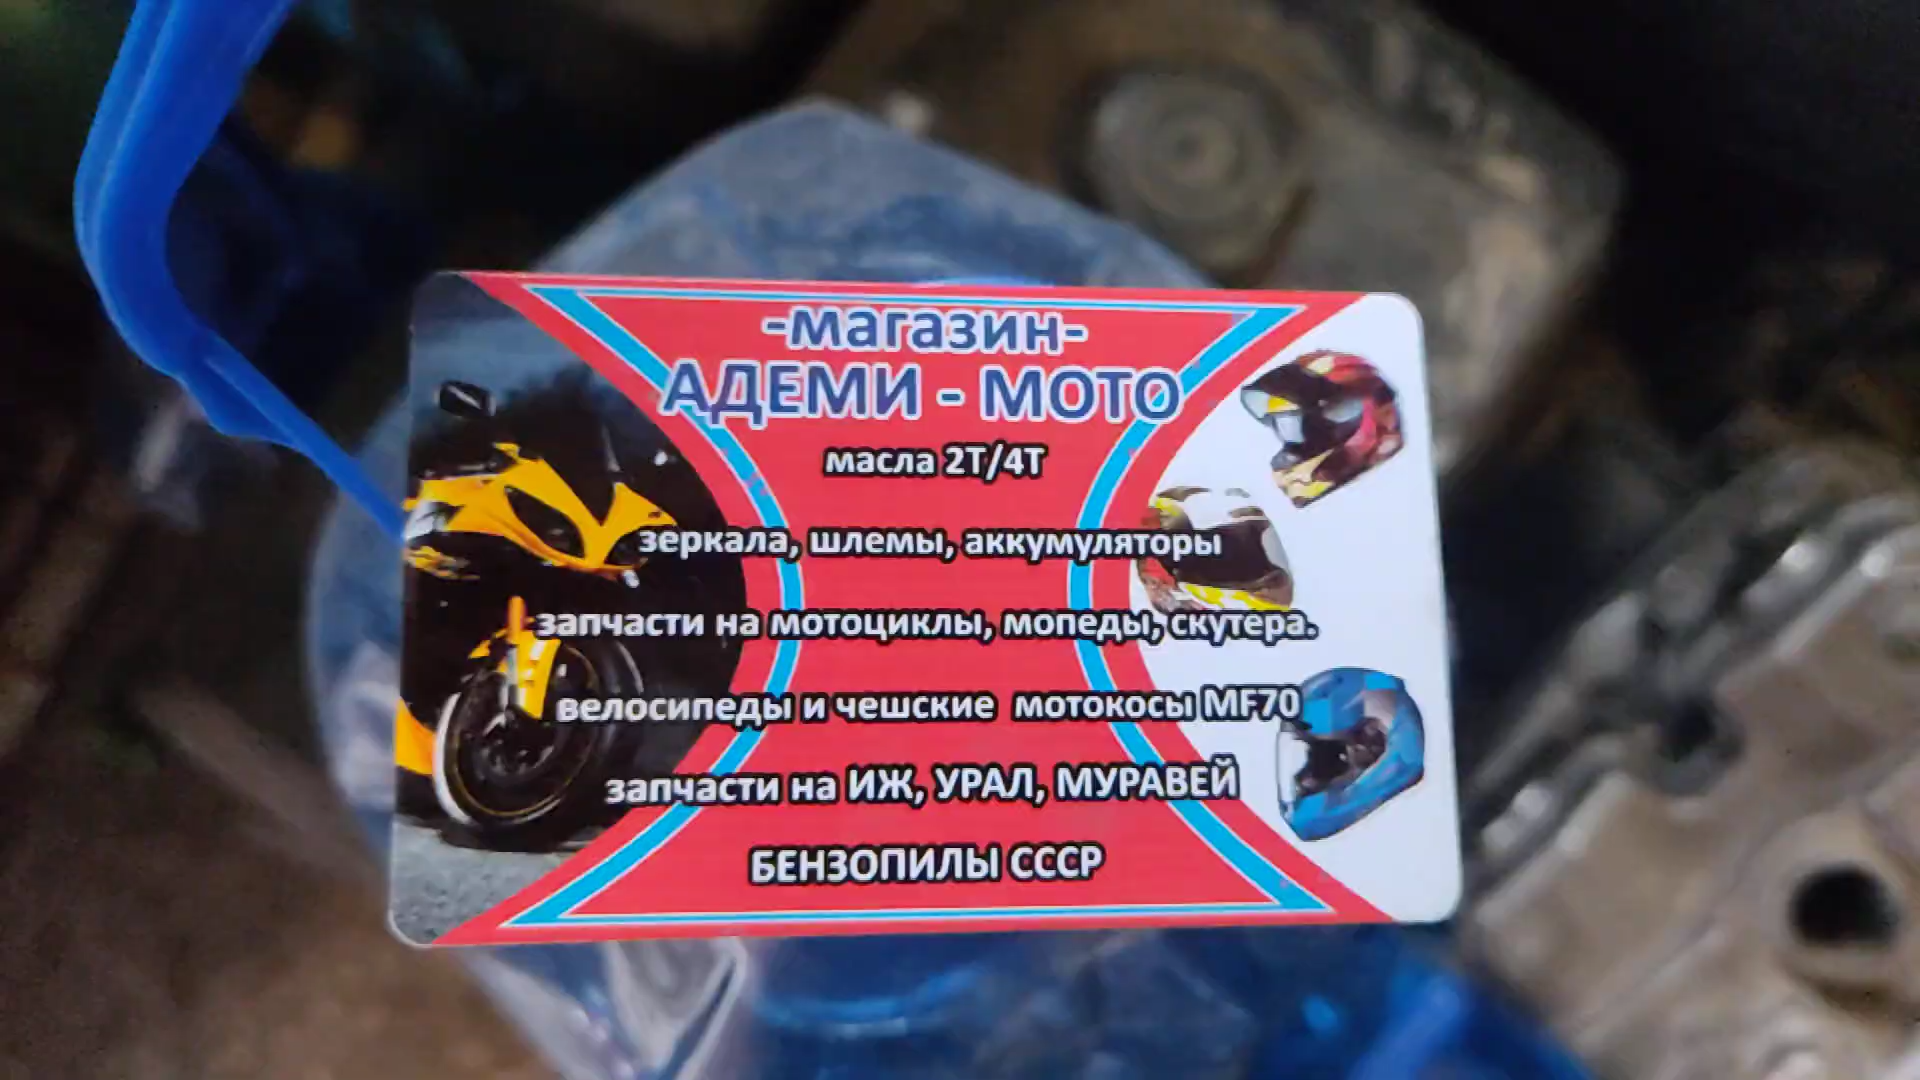 -магазин-
АДЕМИ - МОТО
масла 2Т/4Т
зеркала, шлемы, аккумуляторы
запчасти на мотоциклы, мопеды, скутера.
велосипеды и чешские мотокосы MF70
запчасти на ИЖ, УРАЛ, МУРАВЕЙ
БЕНЗОПИЛЫ СССР